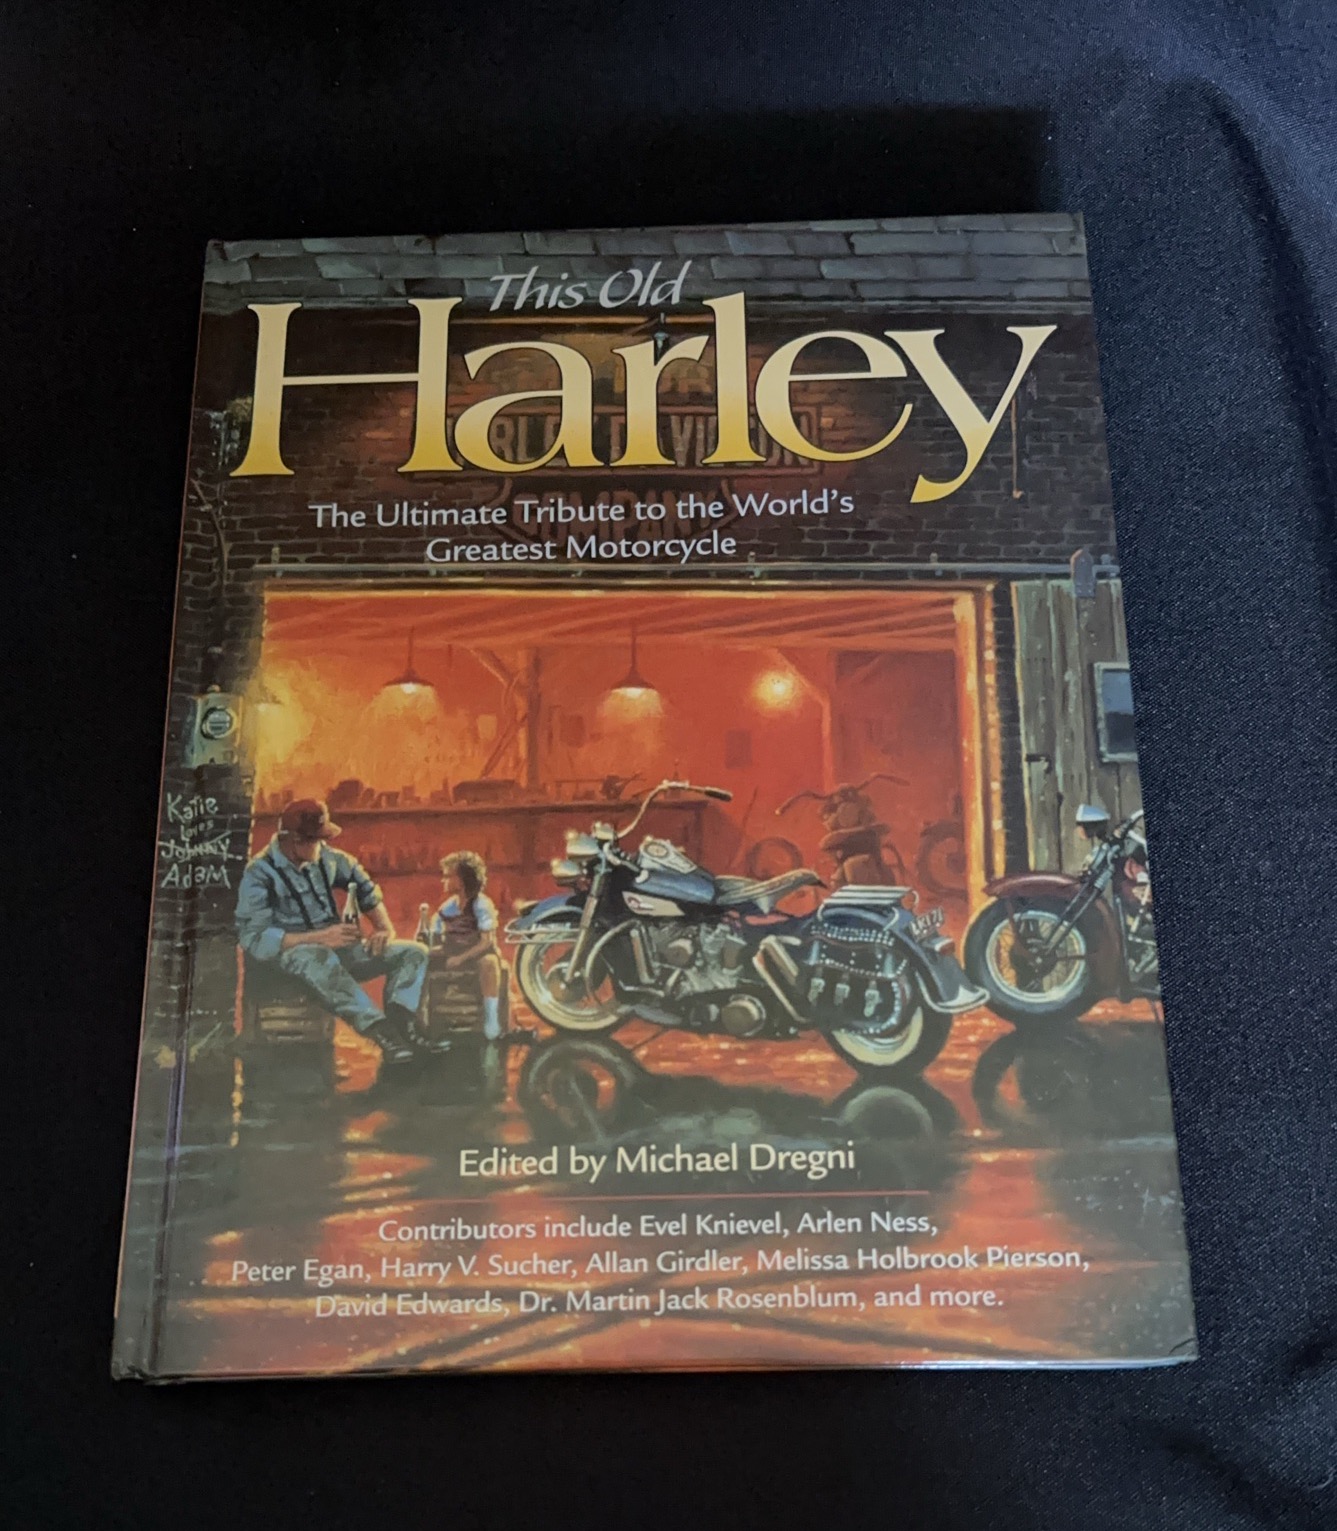 This Old
Harley
The Ultimate Tribute to the World's
Greatest Motorcycle
COMPANY
Katie
loves
Johnny
Adam
Edited by Michael Dregni
Contributors include Evel Knievel, Arlen Ness,
Peter Egan, Harry V. Sucher, Allan Girdler, Melissa Holbrook Pierson,
David Edwards, Dr. Martin Jack Rosenblum, and more.